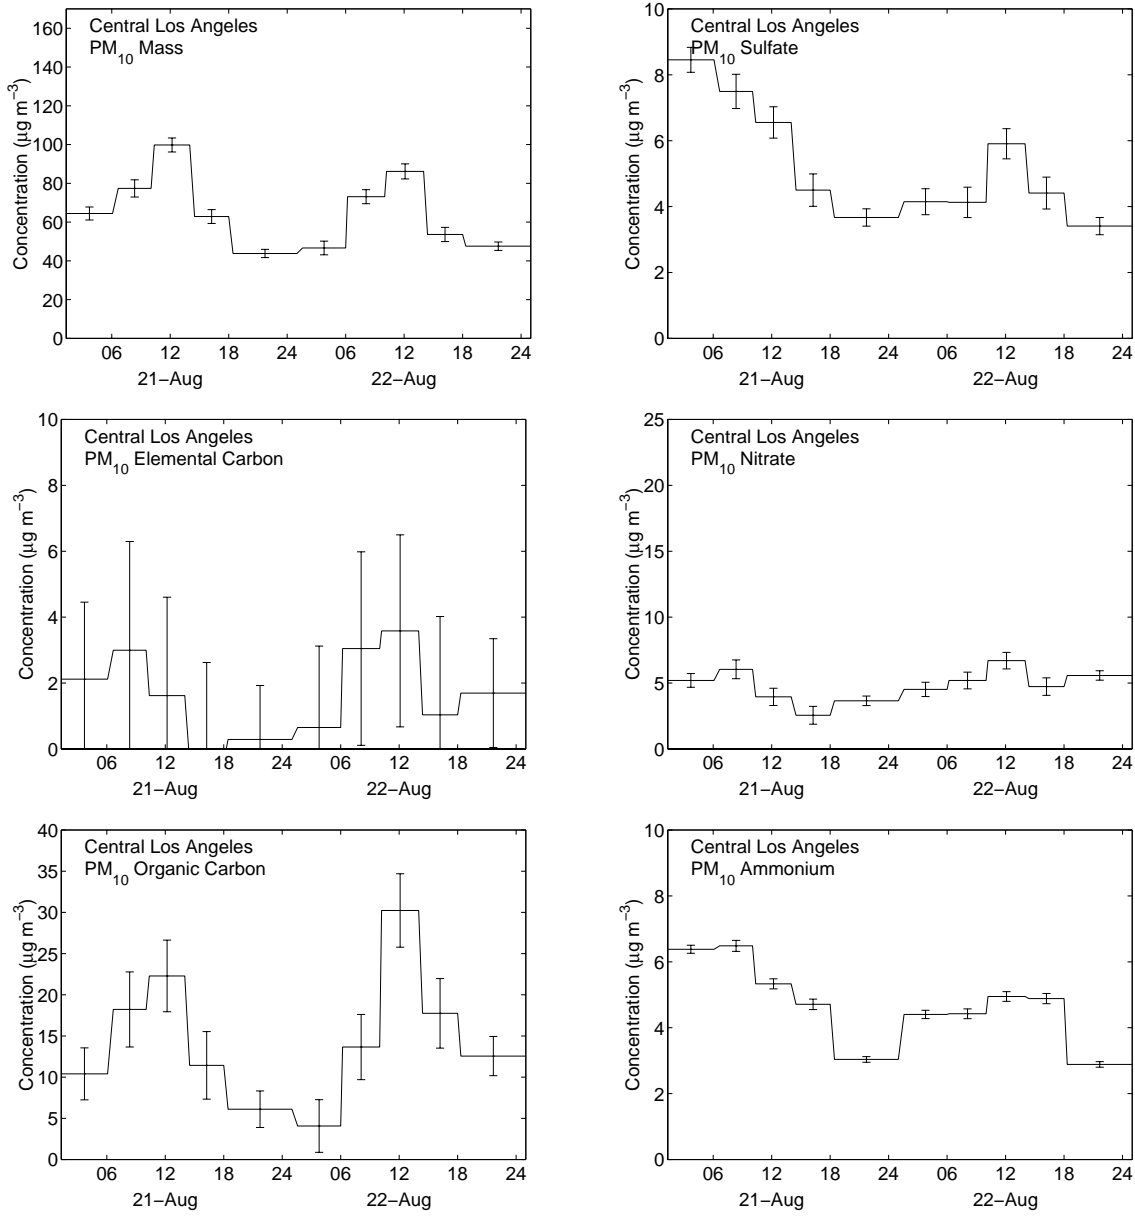 Central Los Angeles
PM10 Mass
Concentration (μg m−3)
0
20
40
60
80
100
120
140
160
06 12 18 24 06 12 18 24
21−Aug 22−Aug
Central Los Angeles
PM10 Sulfate
Concentration (μg m−3)
0
2
4
6
8
10
06 12 18 24 06 12 18 24
21−Aug 22−Aug
Central Los Angeles
PM10 Elemental Carbon
Concentration (μg m−3)
0
2
4
6
8
10
06 12 18 24 06 12 18 24
21−Aug 22−Aug
Central Los Angeles
PM10 Nitrate
Concentration (μg m−3)
0
5
10
15
20
25
06 12 18 24 06 12 18 24
21−Aug 22−Aug
Central Los Angeles
PM10 Organic Carbon
Concentration (μg m−3)
0
5
10
15
20
25
30
35
40
06 12 18 24 06 12 18 24
21−Aug 22−Aug
Central Los Angeles
PM10 Ammonium
Concentration (μg m−3)
0
2
4
6
8
10
06 12 18 24 06 12 18 24
21−Aug 22−Aug